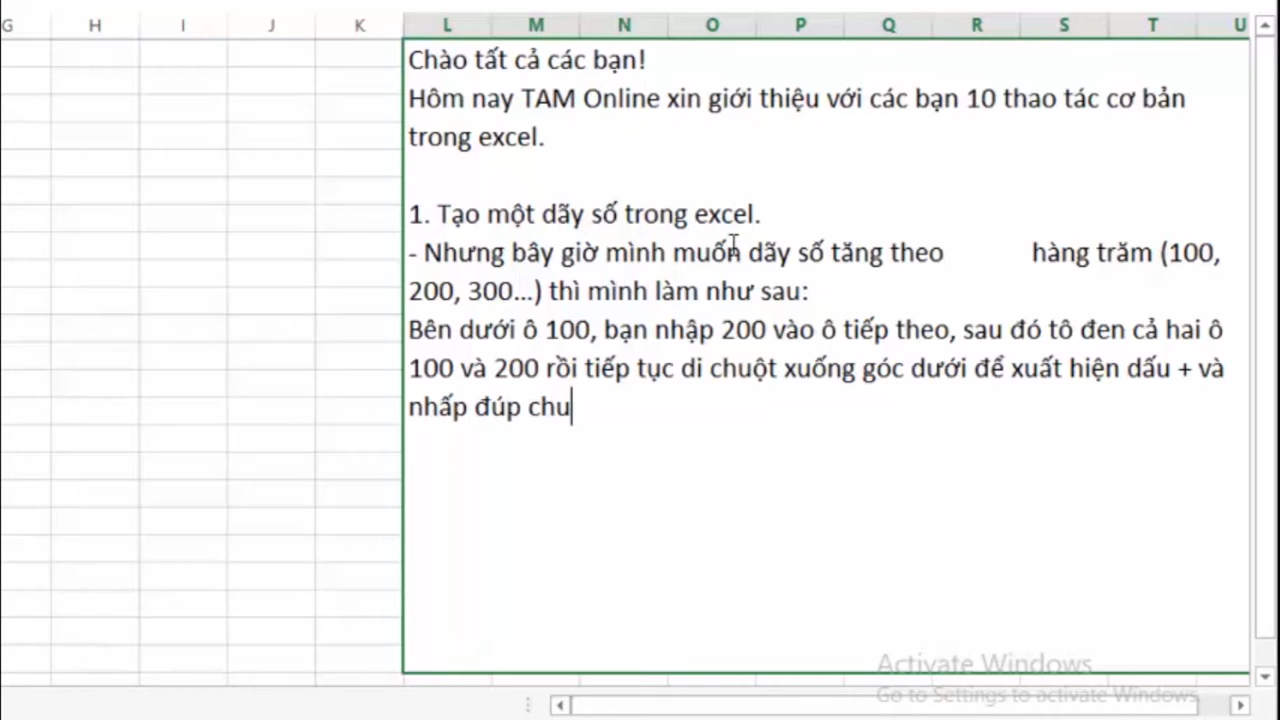 G H I J K L M N O P Q R S T U
Chào tất cả các bạn!
Hôm nay TAM Online xin giới thiệu với các bạn 10 thao tác cơ bản
trong excel.
1. Tạo một dãy số trong excel.
- Nhưng bây giờ mình muốn dãy số tăng theo hàng trăm (100,
200, 300...) thì mình làm như sau:
Bên dưới ô 100, bạn nhập 200 vào ô tiếp theo, sau đó tô đen cả hai ô
100 và 200 rồi tiếp tục di chuột xuống góc dưới để xuất hiện dấu + và
nhấp đúp chu
Activate Windows
Go to Settings to activate Windows.